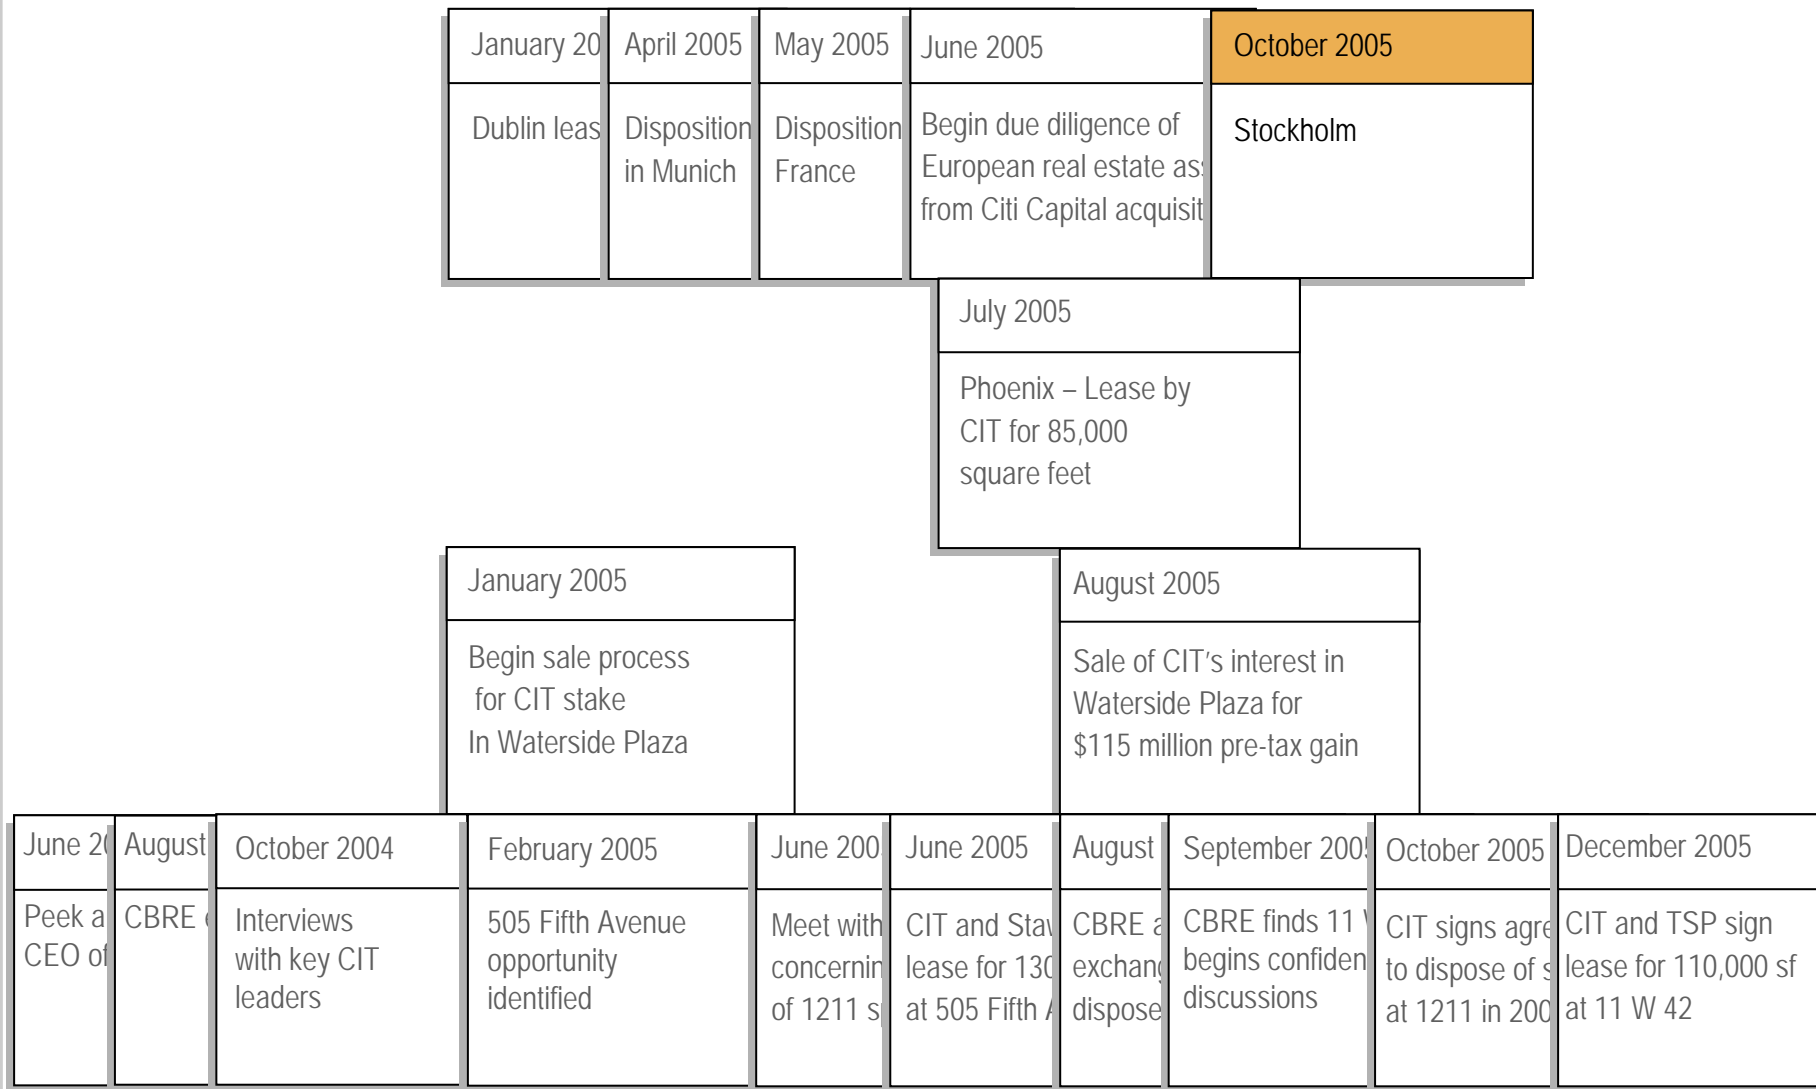 January 20
Dublin leas
April 2005
Disposition
in Munich
May 2005
Disposition
France
June 2005
Begin due diligence of
European real estate ass
from Citi Capital acquisit
October 2005
Stockholm
July 2005
Phoenix – Lease by
CIT for 85,000
square feet
January 2005
Begin sale process
for CIT stake
In Waterside Plaza
August 2005
Sale of CIT's interest in
Waterside Plaza for
$115 million pre-tax gain
June 20
Peek a
CEO of
August
CBRE
October 2004
Interviews
with key CIT
leaders
February 2005
505 Fifth Avenue
opportunity
identified
June 200
Meet with
concernin
of 1211 s
June 2005
CIT and Stav
lease for 130
at 505 Fifth
August
CBRE a
exchang
dispose
September 2005
CBRE finds 11
begins confiden
discussions
October 2005
CIT signs agre
to dispose of s
at 1211 in 200
December 2005
CIT and TSP sign
lease for 110,000 sf
at 11 W 42